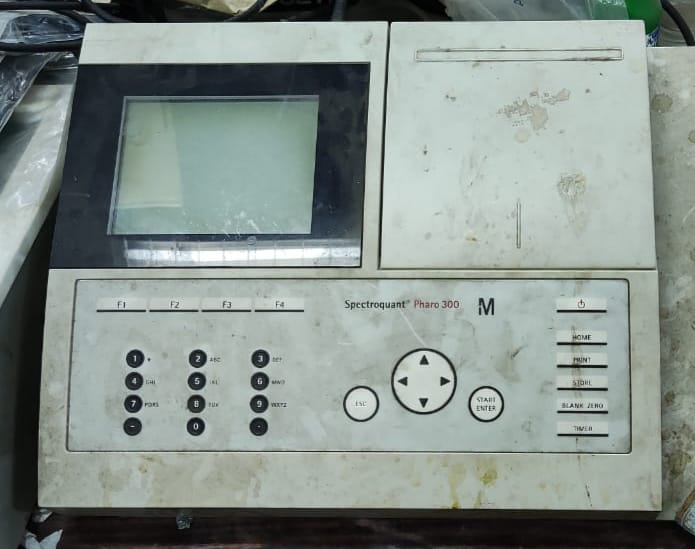 F1 F2 F3 F4
Spectroquant® Pharo 300 M
HOME
PRINT
STORE
BLANK ZERO
TIMER
1 2 ABC 3 DEF
4 GHI 5 JKL 6 MNO
7 PQRS 8 TUV 9 WXYZ
0
ESC
START
ENTER